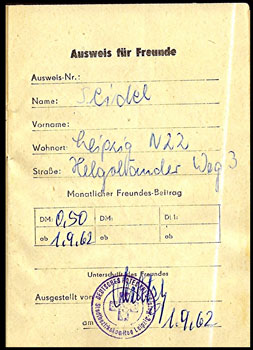 Ausweis für Freunde
Ausweis-Nr.:
Name: Seidel
Vorname:
Wohnort: Leipzig N22
Straße: Helgoländer Weg 3
Monatlicher Freundes-Beitrag
DM: 0,50 DM: DM:
ab 1.9.62 ab ab
Unterschrift des Freundes
Ausgestellt von
am 1.9.62